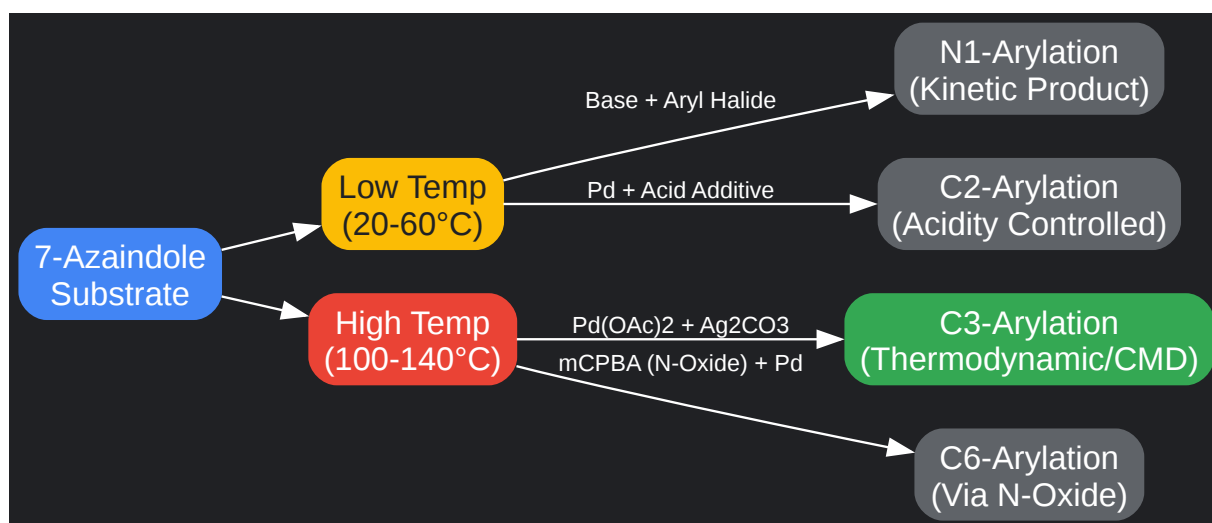 N1-Arylation
(Kinetic Product)
Base + Aryl Halide
Low Temp
(20-60°C)
Pd + Acid Additive
C2-Arylation
(Acidity Controlled)
7-Azaindole
Substrate
High Temp
(100-140°C)
Pd(OAc)2 + Ag2CO3
mCPBA (N-Oxide) + Pd
C3-Arylation
(Thermodynamic/CMD)
C6-Arylation
(Via N-Oxide)